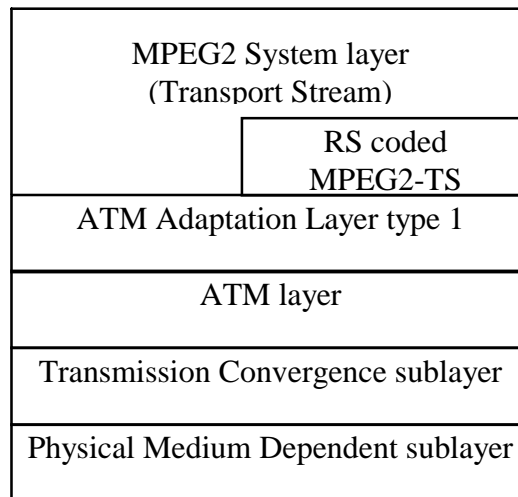 MPEG2 System layer
(Transport Stream)
RS coded
MPEG2-TS
ATM Adaptation Layer type 1
ATM layer
Transmission Convergence sublayer
Physical Medium Dependent sublayer